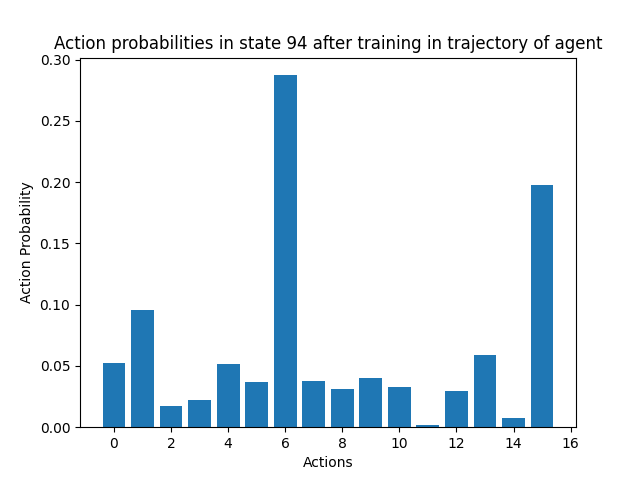 Action probabilities in state 94 after training in trajectory of agent
0.30
0.25
0.20
0.15
0.10
0.05
0.00
Action Probability
0 2 4 6 8 10 12 14 16
Actions